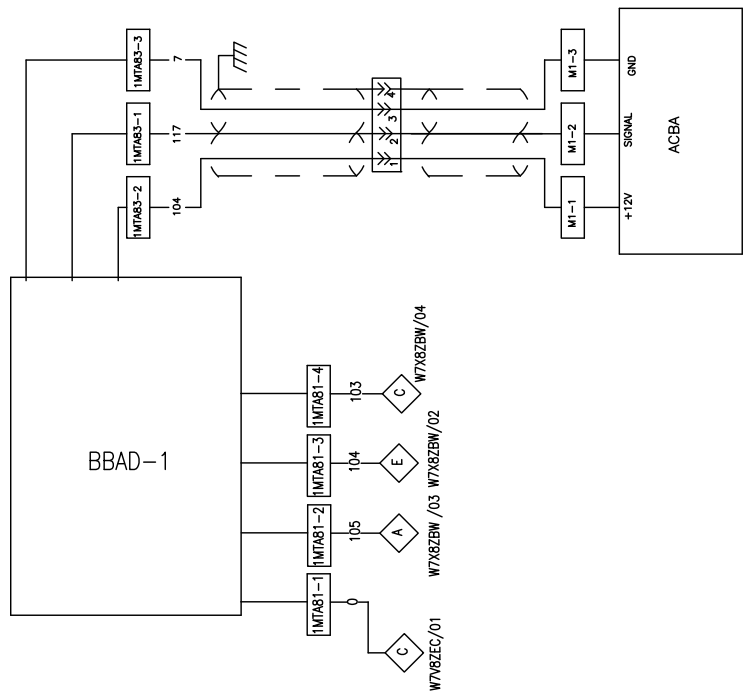 1MTA83-3
7
1MTA83-1
117
1MTA83-2
104
4
3
2
1
M1-3
GND
M1-2
SIGNAL
M1-1
+12V
ACBA
BBAD-1
1MTA81-4
103
C
W7X8ZBW/04
1MTA81-3
104
E
W7X8ZBW/02
1MTA81-2
105
A
W7X8ZBW /03
1MTA81-1
0
C
W7V8ZEC/01